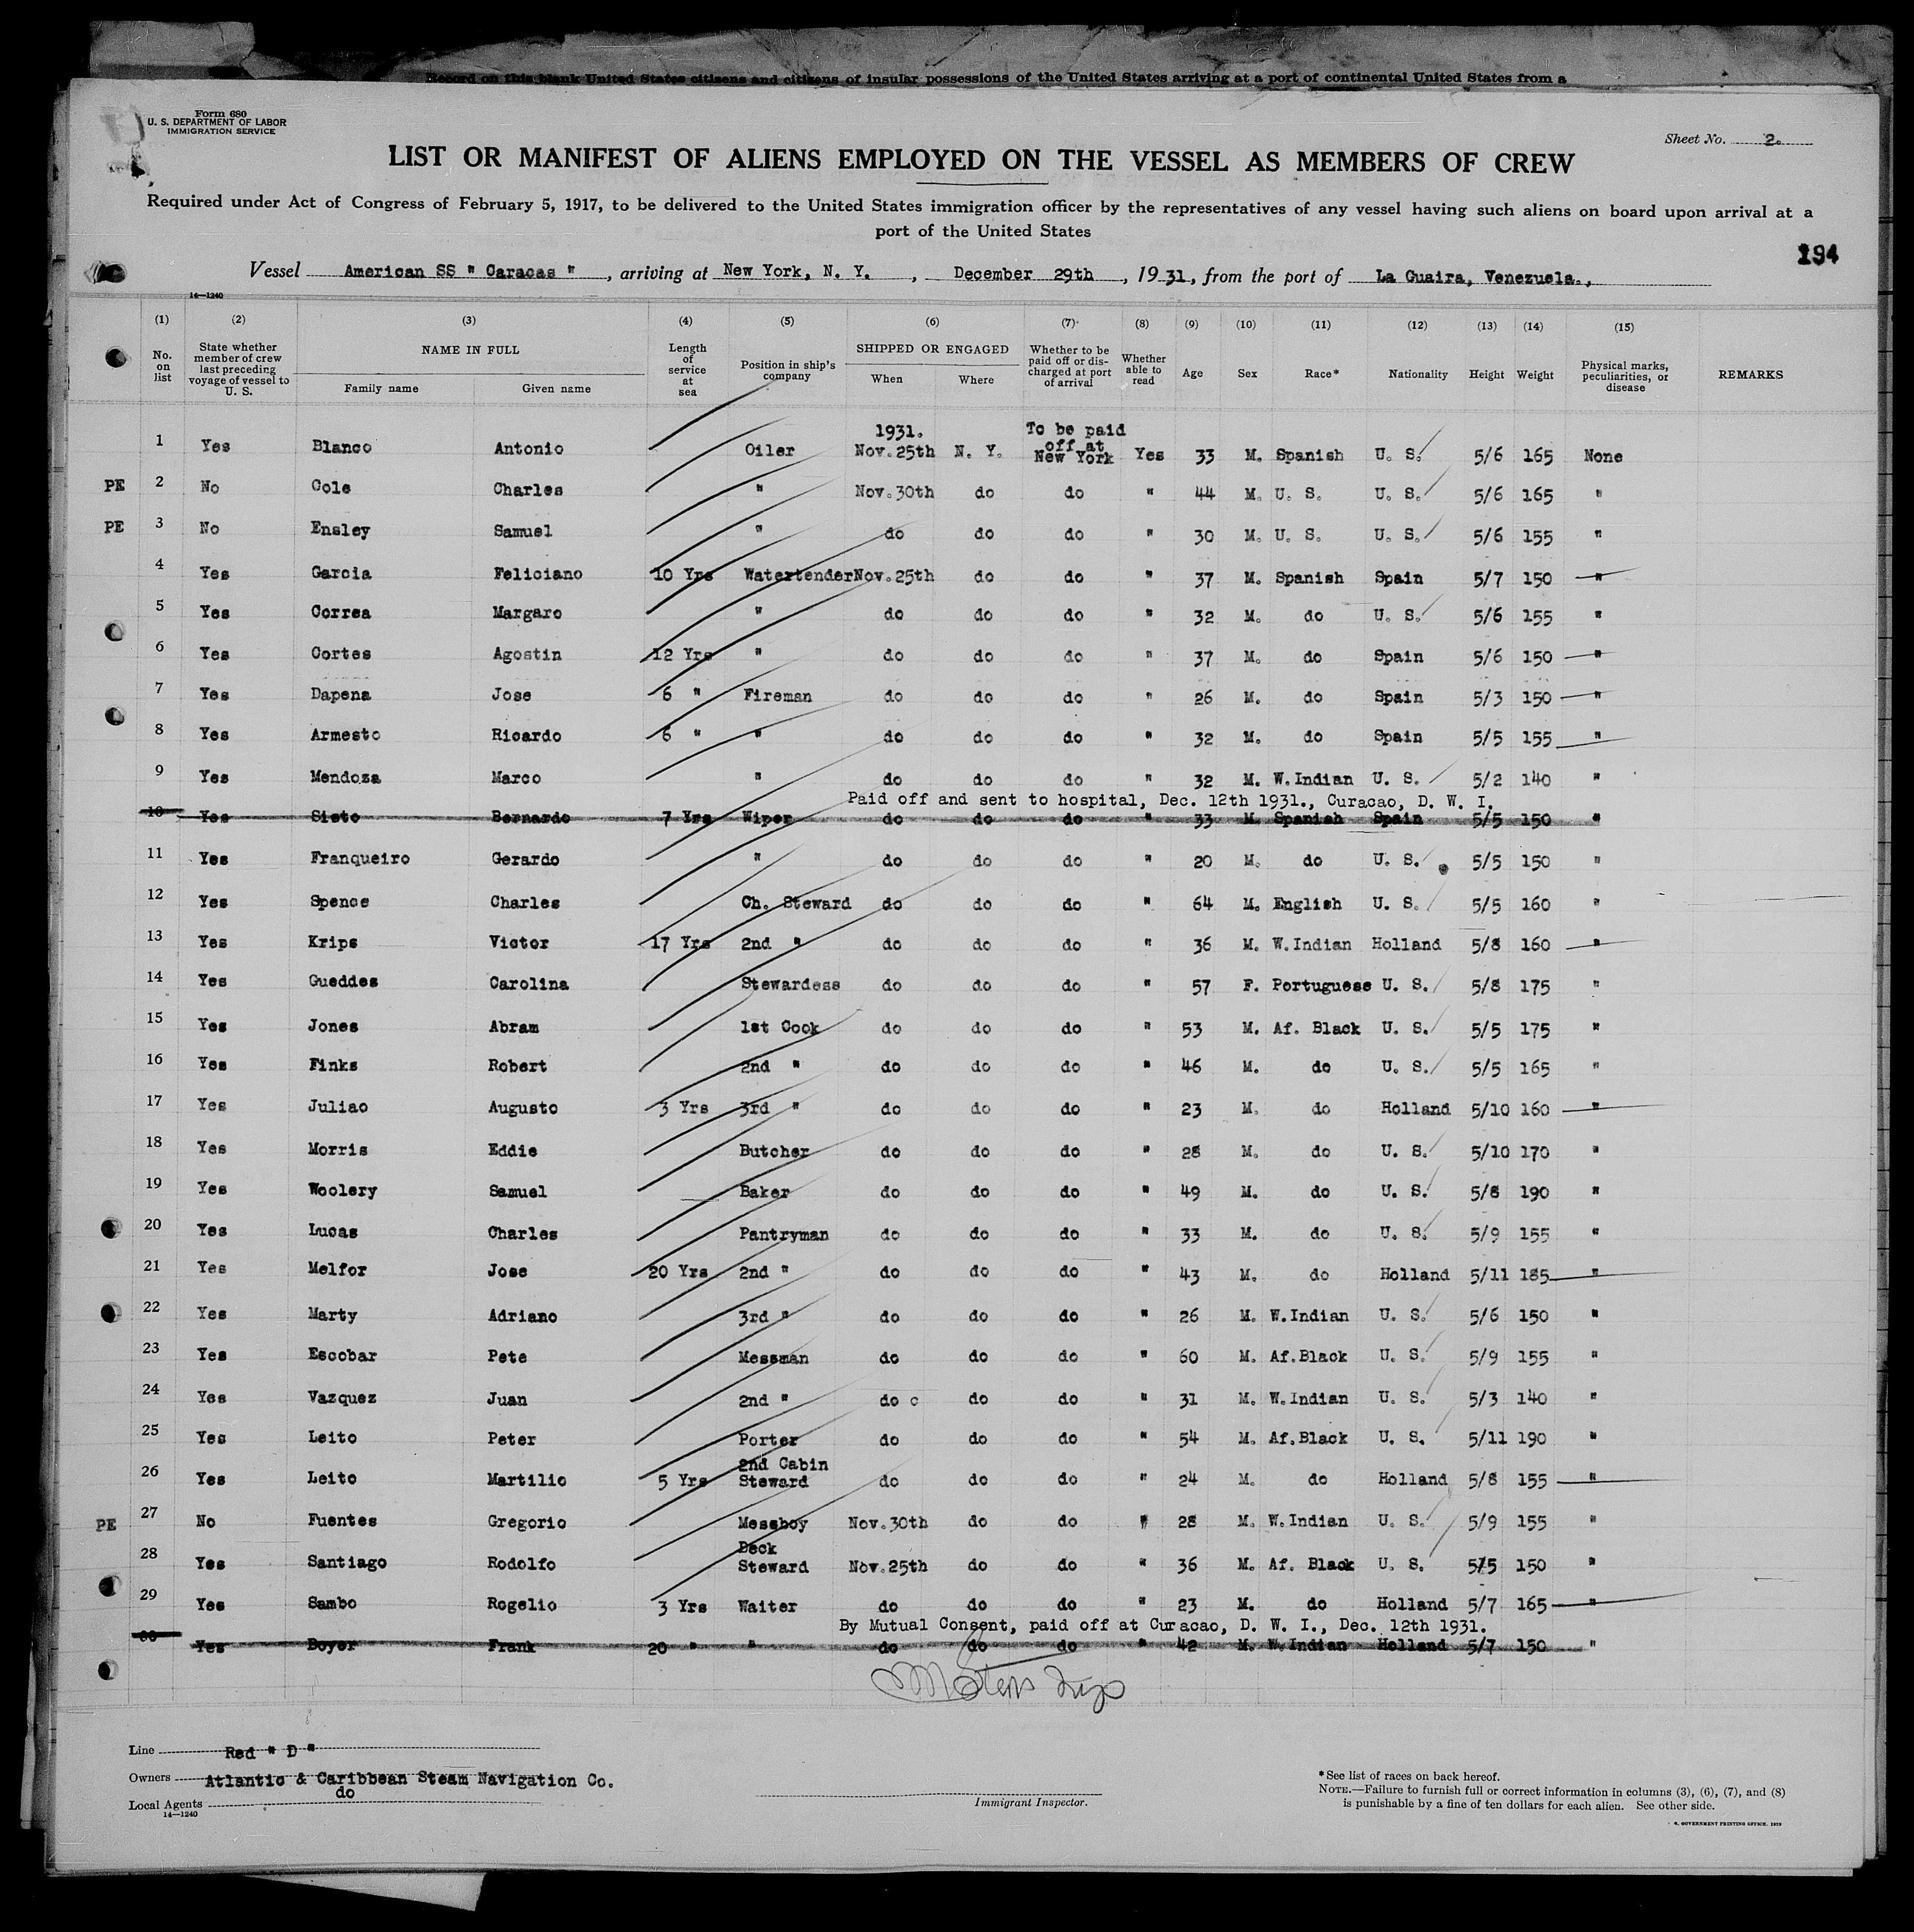 Record on this blank United States citizens and citizens of insular possessions of the United States arriving at a port of continental United States from a
Form 680
U. S. DEPARTMENT OF LABOR
IMMIGRATION SERVICE
Sheet No. 2.
LIST OR MANIFEST OF ALIENS EMPLOYED ON THE VESSEL AS MEMBERS OF CREW
Required under Act of Congress of February 5, 1917, to be delivered to the United States immigration officer by the representatives of any vessel having such aliens on board upon arrival at a
port of the United States
194
Vessel American SS " Caracas ", arriving at New York, N. Y., December 29th, 1931, from the port of La Guaira, Venezuela.,
14—1240
(1) (2) (3) (4) (5) (6) (7) (8) (9) (10) (11) (12) (13) (14) (15)
No. on list
State whether member of crew last preceding voyage of vessel to U. S.
NAME IN FULL
Family name
Given name
Length of service at sea
Position in ship's company
SHIPPED OR ENGAGED
When
Where
Whether to be paid off or discharged at port of arrival
Whether able to read
Age
Sex
Race*
Nationality
Height
Weight
Physical marks, peculiarities, or disease
REMARKS
1 Yes Blanco Antonio Oiler 1931. Nov.25th N. Y. To be paid off at New York Yes 33 M. Spanish U. S. 5/6 165 None
PE 2 No Cole Charles " Nov.30th do do " 44 M. U. S. U. S. 5/6 165 "
PE 3 No Ensley Samuel " do do do " 30 M. U. S. U. S. 5/6 155 "
4 Yes Garcia Feliciano 10 Yrs Watertender Nov.25th do do " 37 M. Spanish Spain 5/7 150 "
5 Yes Correa Margaro " do do do " 32 M. do U. S. 5/6 155 "
6 Yes Cortes Agostin 12 Yrs " do do do " 37 M. do Spain 5/6 150 "
7 Yes Dapena Jose 6 " Fireman do do do " 26 M. do Spain 5/3 150 "
8 Yes Armesto Ricardo 6 " " do do do " 32 M. do Spain 5/5 155 "
9 Yes Mendoza Marco " do do do " 32 M. W.Indian U. S. 5/2 140 "
Paid off and sent to hospital, Dec. 12th 1931., Curacao, D. W. I.
10 Yes Sisto Bernardo 7 Yrs Wiper do do do " 33 M. Spanish Spain 5/5 150 "
11 Yes Franqueiro Gerardo " do do do " 20 M. do U. S. 5/5 150 "
12 Yes Spence Charles Ch. Steward do do do " 64 M. English U. S. 5/5 160 "
13 Yes Krips Victor 17 Yrs 2nd " do do do " 36 M. W.Indian Holland 5/8 160 "
14 Yes Gueddes Carolina Stewardess do do do " 57 F. Portuguese U. S. 5/8 175 "
15 Yes Jones Abram 1st Cook do do do " 53 M. Af. Black U. S. 5/5 175 "
16 Yes Finks Robert 2nd " do do do " 46 M. do U. S. 5/5 165 "
17 Yes Juliao Augusto 3 Yrs 3rd " do do do " 23 M. do Holland 5/10 160 "
18 Yes Morris Eddie Butcher do do do " 28 M. do U. S. 5/10 170 "
19 Yes Woolery Samuel Baker do do do " 49 M. do U. S. 5/8 190 "
20 Yes Lucas Charles Pantryman do do do " 33 M. do U. S. 5/9 155 "
21 Yes Melfor Jose 20 Yrs 2nd " do do do " 43 M. do Holland 5/11 185 "
22 Yes Marty Adriano 3rd " do do do " 26 M. W.Indian U. S. 5/6 150 "
23 Yes Escobar Pete Messman do do do " 60 M. Af.Black U. S. 5/9 155 "
24 Yes Vazquez Juan 2nd " do c do do " 31 M. W.Indian U. S. 5/3 140 "
25 Yes Leito Peter Porter do do do " 54 M. Af.Black U. S. 5/11 190 "
26 Yes Leito Martilio 5 Yrs 2nd Cabin Steward do do do " 24 M. do Holland 5/8 155 "
PE 27 No Fuentes Gregorio Messboy Nov.30th do do " 28 M. W.Indian U. S. 5/9 155 "
28 Yes Santiago Rodolfo Deck Steward Nov.25th do do " 36 M. Af. Black U. S. 5/5 150 "
29 Yes Sambo Rogelio 3 Yrs Waiter do do do " 23 M. do Holland 5/7 165 "
By Mutual Consent, paid off at Curacao, D. W. I., Dec. 12th 1931.
30 Yes Boyer Frank 20 " " do do do " 42 M. W.Indian Holland 5/7 150 "
Line Red " D "
Owners Atlantic & Caribbean Steam Navigation Co.
Local Agents do
14—1240
Immigrant Inspector.
*See list of races on back hereof.
NOTE.—Failure to furnish full or correct information in columns (3), (6), (7), and (8)
is punishable by a fine of ten dollars for each alien. See other side.
GOVERNMENT PRINTING OFFICE: 1929